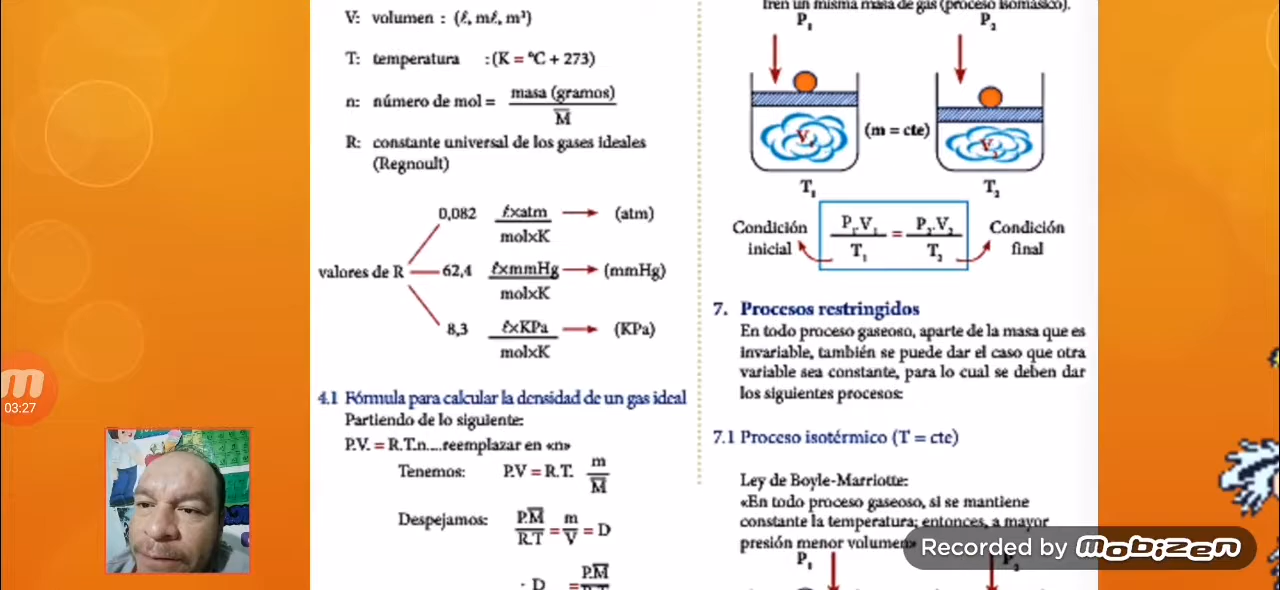 V: volumen : (ℓ, mℓ, m³)
T: temperatura :(K = °C + 273)
n: número de mol = masa (gramos)
M̅
R: constante universal de los gases ideales
(Regnoult)
valores de R
0,082 ℓxatm (atm)
molxK
62,4 ℓxmmHg (mmHg)
molxK
8,3 ℓxKPa (KPa)
molxK
4.1 Fórmula para calcular la densidad de un gas ideal
Partiendo de lo siguiente:
P.V. = R.T.n....reemplazar en «n»
Tenemos: P.V = R.T. m
M̅
Despejamos: P.M̅ = m = D
R.T V
D = P.M̅
tren un misma masa de gas (proceso isomásico).
P₁ P₂
V₁ (m = cte) V₂
T₁ T₂
Condición P₁.V₁ = P₂.V₂ Condición
inicial T₁ T₂ final
7. Procesos restringidos
En todo proceso gaseoso, aparte de la masa que es
invariable, también se puede dar el caso que otra
variable sea constante, para lo cual se deben dar
los siguientes procesos:
7.1 Proceso isotérmico (T = cte)
Ley de Boyle-Marriotte:
«En todo proceso gaseoso, si se mantiene
constante la temperatura; entonces, a mayor
presión menor volumen»
P₁ P₂
m
03:27
Recorded by MOBIZEN